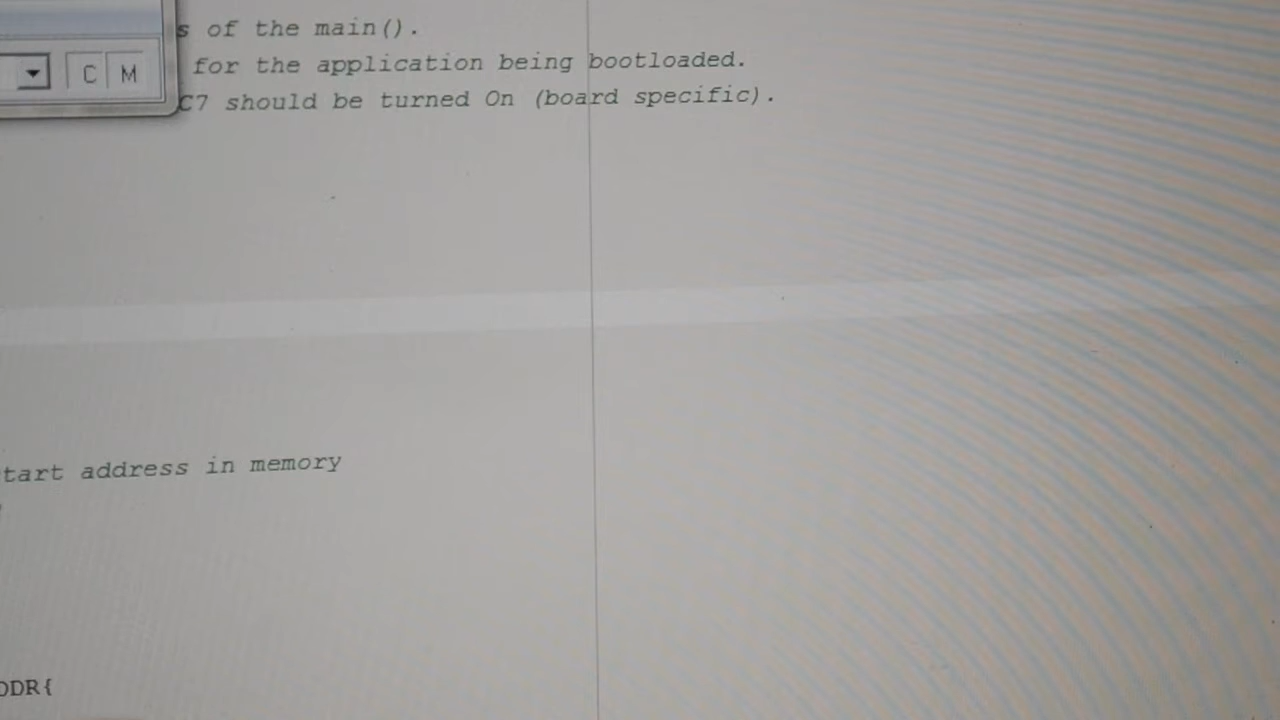 s of the main().
C M
for the application being bootloaded.
C7 should be turned On (board specific).
tart address in memory
DDR{